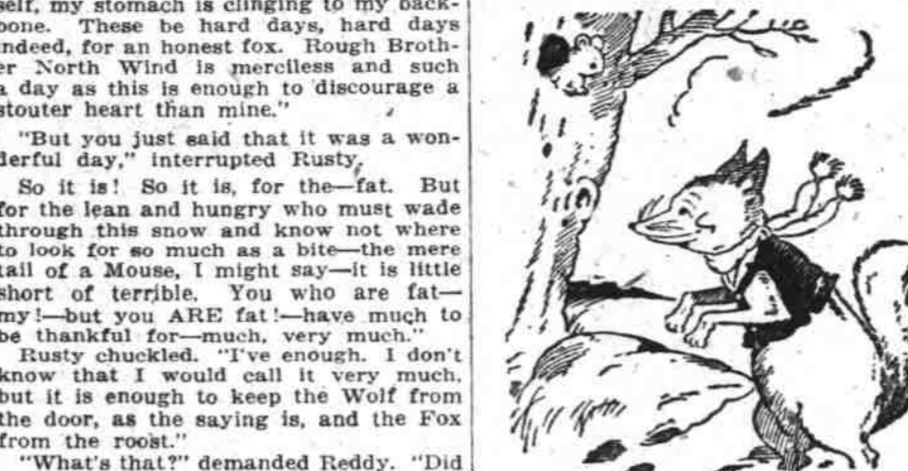 self, my stomach is clinging to my back-
bone. These be hard days, hard days
indeed, for an honest fox. Rough Broth-
er North Wind is merciless and such
a day as this is enough to discourage a
stouter heart than mine."
"But you just said that it was a won-
derful day," interrupted Rusty.
So it is! So it is, for the—fat. But
for the lean and hungry who must wade
through this snow and know not where
to look for so much as a bite—the mere
tail of a Mouse, I might say—it is little
short of terrible. You who are fat—
my!—but you ARE fat!—have much to
be thankful for—much, very much."
Rusty chuckled. "I've enough. I don't
know that I would call it very much,
but it is enough to keep the Wolf from
the door, as the saying is, and the Fox
from the roost."
"What's that?" demanded Reddy. "Did